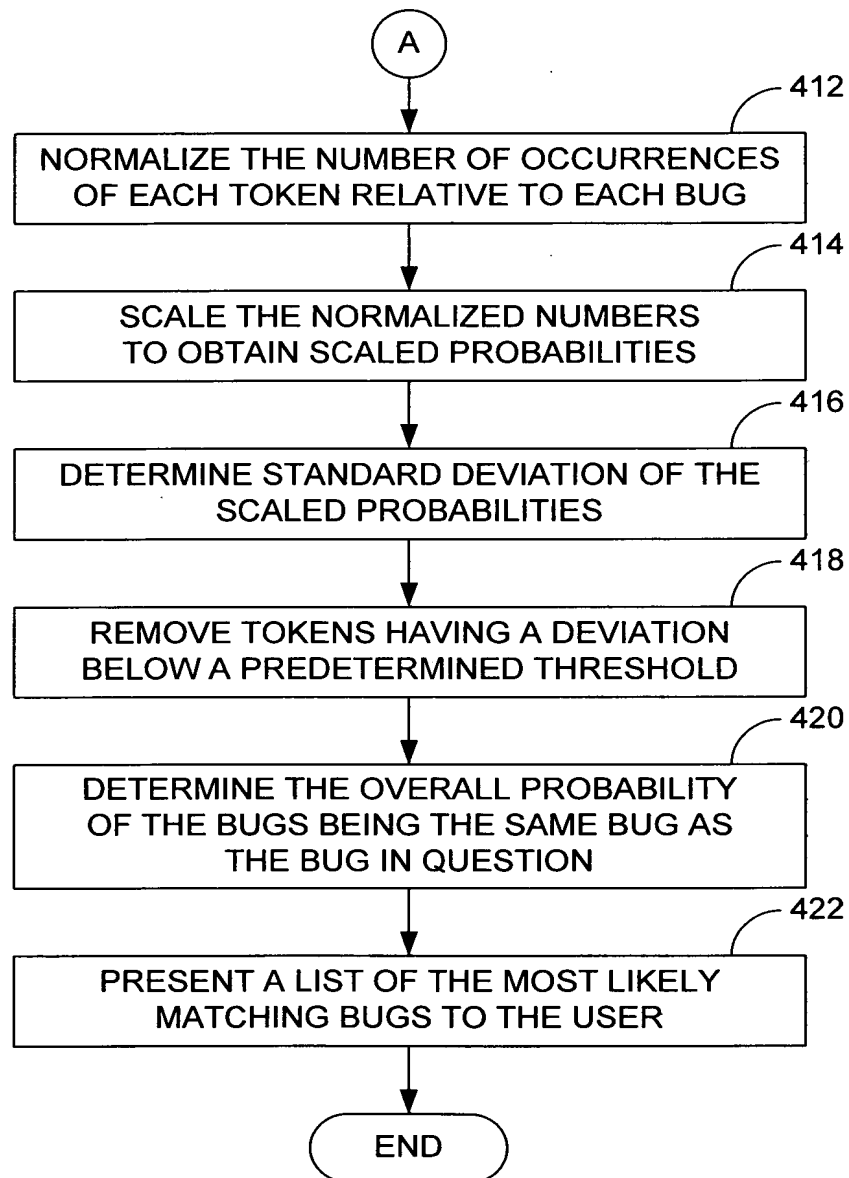 A
412
NORMALIZE THE NUMBER OF OCCURRENCES
OF EACH TOKEN RELATIVE TO EACH BUG
414
SCALE THE NORMALIZED NUMBERS
TO OBTAIN SCALED PROBABILITIES
416
DETERMINE STANDARD DEVIATION OF THE
SCALED PROBABILITIES
418
REMOVE TOKENS HAVING A DEVIATION
BELOW A PREDETERMINED THRESHOLD
420
DETERMINE THE OVERALL PROBABILITY
OF THE BUGS BEING THE SAME BUG AS
THE BUG IN QUESTION
422
PRESENT A LIST OF THE MOST LIKELY
MATCHING BUGS TO THE USER
END